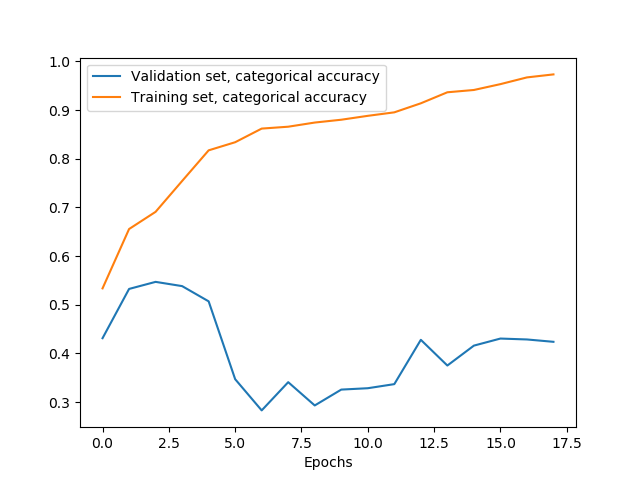 Validation set, categorical accuracy
Training set, categorical accuracy
1.0
0.9
0.8
0.7
0.6
0.5
0.4
0.3
0.0 2.5 5.0 7.5 10.0 12.5 15.0 17.5
Epochs